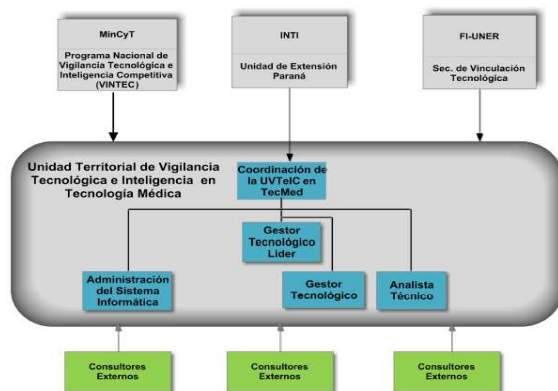 MinCyT
Programa Nacional de
Vigilancia Tecnológica e
Inteligencia Competitiva
(VINTEC)
INTI
Unidad de Extensión
Paraná
FI-UNER
Sec. de Vinculación
Tecnológica
Unidad Territorial de Vigilancia
Tecnológica e Inteligencia en
Tecnología Médica
Coordinación de
la UVTeIC en
TecMed
Gestor
Tecnológico
Lider
Administración
del Sistema
Informática
Gestor
Tecnológico
Analista
Técnico
Consultores
Externos
Consultores
Externos
Consultores
Externos